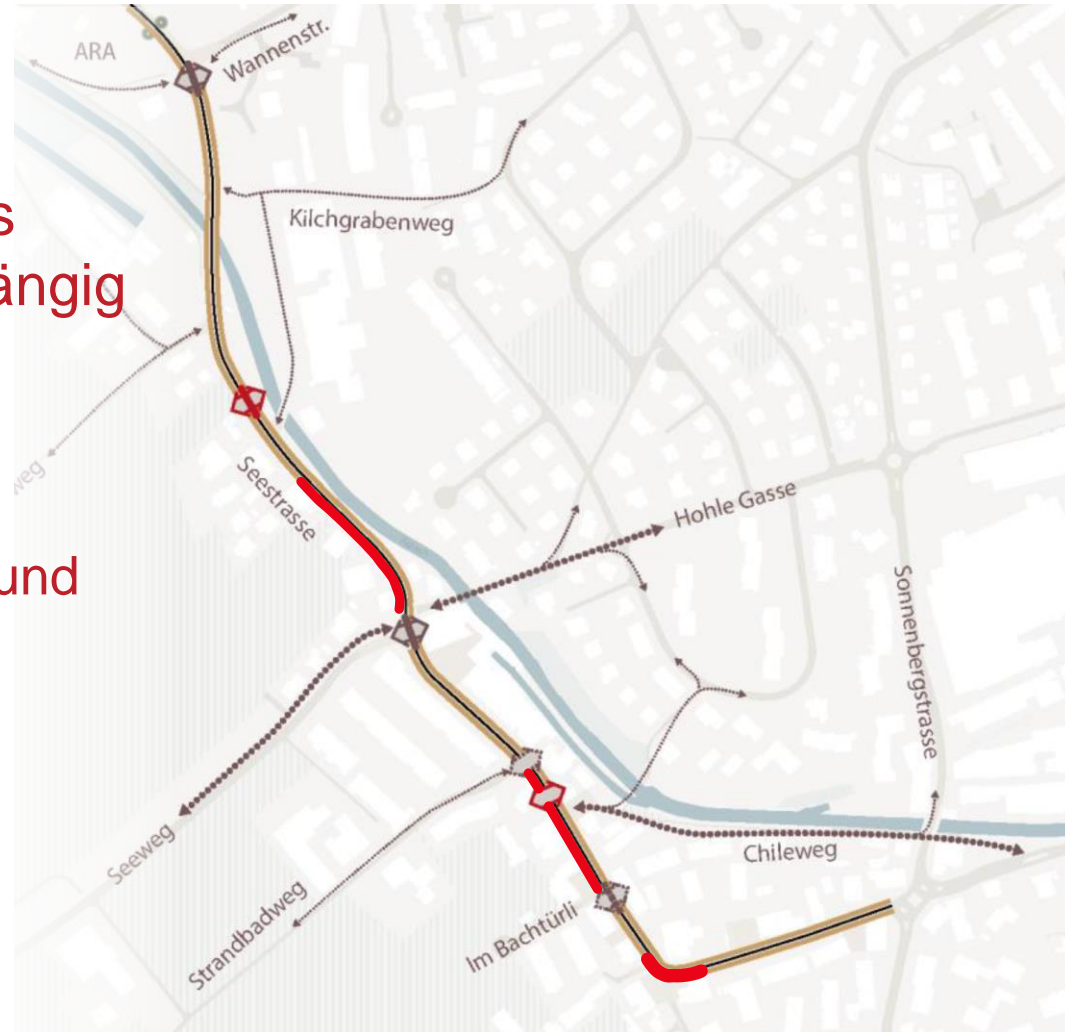 ARA
Wannenstr.
s
Kilchgrabenweg
ängig
weg
Seestrasse
Hohle Gasse
und
Sonnenbergstrasse
Seeweg
Chileweg
Strandbadweg
Im Bachtürli